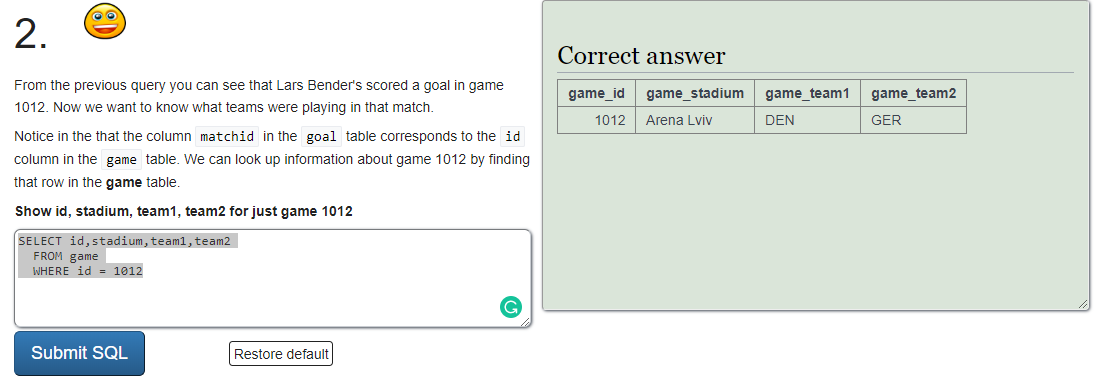 2.
From the previous query you can see that Lars Bender's scored a goal in game
1012. Now we want to know what teams were playing in that match.
Notice in the that the column matchid in the goal table corresponds to the id
column in the game table. We can look up information about game 1012 by finding
that row in the game table.
Show id, stadium, team1, team2 for just game 1012
SELECT id,stadium,team1,team2
FROM game
WHERE id = 1012
Submit SQL
Restore default
Correct answer
game_id game_stadium game_team1 game_team2
1012 Arena Lviv DEN GER